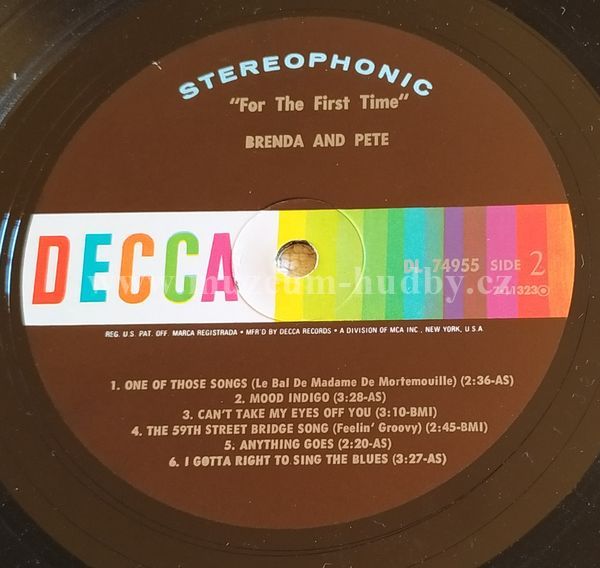 STEREOPHONIC
"For The First Time"
BRENDA AND PETE
DECCA
DL 74955 SIDE 2
www.muzeum-hudby.cz
REG. U.S. PAT. OFF. MARCA REGISTRADA • MFR'D BY DECCA RECORDS • A DIVISION OF MCA INC., NEW YORK, U.S.A.
1. ONE OF THOSE SONGS (Le Bal De Madame De Mortemouille) (2:36-AS)
2. MOOD INDIGO (3:28-AS)
3. CAN'T TAKE MY EYES OFF YOU (3:10-BMI)
4. THE 59TH STREET BRIDGE SONG (Feelin' Groovy) (2:45-BMI)
5. ANYTHING GOES (2:20-AS)
6. I GOTTA RIGHT TO SING THE BLUES (3:27-AS)